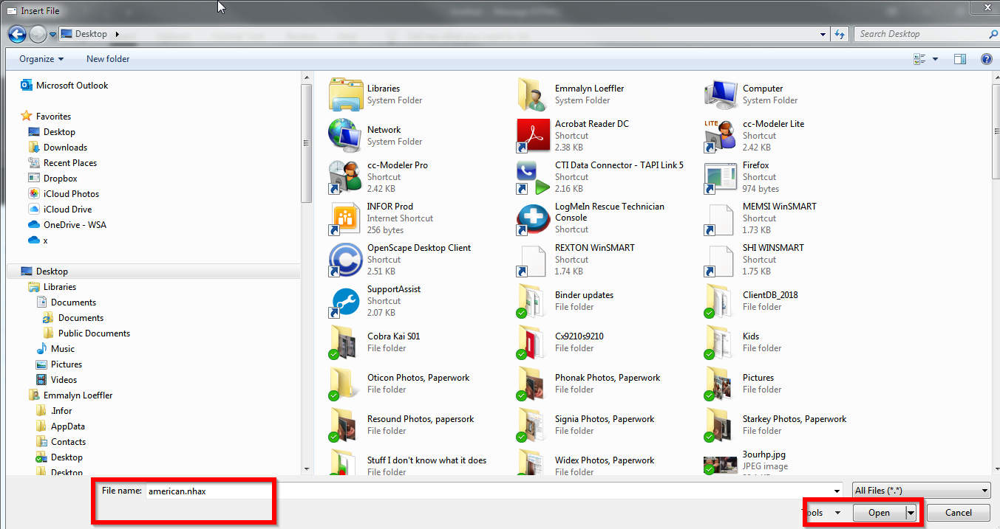 Insert File
Desktop
Search Desktop
Organize
New folder
Microsoft Outlook
Favorites
Desktop
Downloads
Recent Places
Dropbox
iCloud Photos
iCloud Drive
OneDrive - WSA
x
Desktop
Libraries
Documents
Documents
Public Documents
Music
Pictures
Videos
Emmalyn Loeffler
.Infor
AppData
Contacts
Desktop
Desktop
Libraries
System Folder
Emmalyn Loeffler
System Folder
Computer
System Folder
Network
System Folder
Acrobat Reader DC
Shortcut
2.38 KB
LITE
cc-Modeler Lite
Shortcut
2.42 KB
cc-Modeler Pro
Shortcut
2.42 KB
CTI Data Connector - TAPI Link 5
Shortcut
2.16 KB
Firefox
Shortcut
974 bytes
INFOR Prod
Internet Shortcut
256 bytes
LogMeIn Rescue Technician
Console
Shortcut
MEMSI WinSMART
Shortcut
1.73 KB
OpenScape Desktop Client
Shortcut
2.51 KB
REXTON WinSMART
Shortcut
1.74 KB
SHI WINSMART
Shortcut
1.75 KB
SupportAssist
Shortcut
2.07 KB
Binder updates
File folder
ClientDB_2018
File folder
Cobra Kai S01
File folder
Cx9210s9210
File folder
Kids
File folder
Oticon Photos, Paperwork
File folder
Phonak Photos, Paperwork
File folder
Pictures
File folder
Resound Photos, papersork
File folder
Signia Photos, Paperwork
File folder
Starkey Photos, Paperwork
File folder
Stuff I don't know what it does
File folder
Widex Photos, Paperwork
File folder
3ourhp.jpg
JPEG image
File name: american.nhax
All Files (*.*)
Tools
Open
Cancel